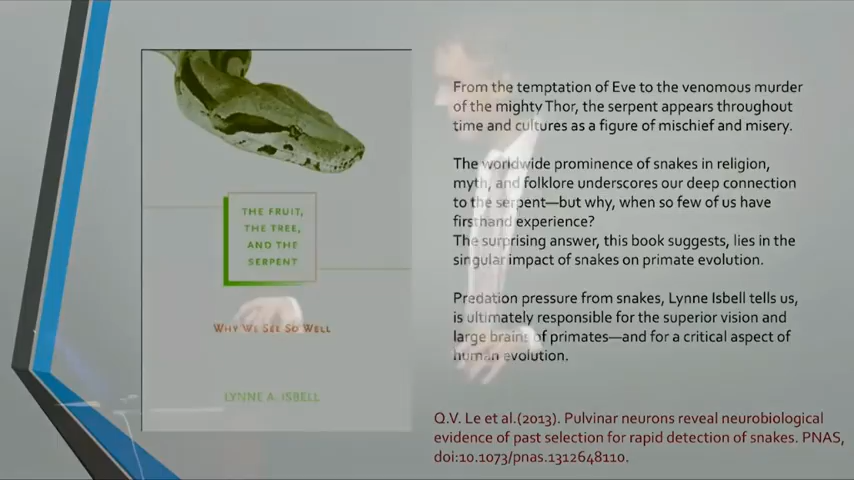 THE FRUIT,
THE TREE,
AND THE
SERPENT
WHY WE SEE SO WELL
LYNNE A. ISBELL
From the temptation of Eve to the venomous murder
of the mighty Thor, the serpent appears throughout
time and cultures as a figure of mischief and misery.
The worldwide prominence of snakes in religion,
myth, and folklore underscores our deep connection
to the serpent—but why, when so few of us have
firsthand experience?
The surprising answer, this book suggests, lies in the
singular impact of snakes on primate evolution.
Predation pressure from snakes, Lynne Isbell tells us,
is ultimately responsible for the superior vision and
large brains of primates—and for a critical aspect of
human evolution.
Q.V. Le et al.(2013). Pulvinar neurons reveal neurobiological
evidence of past selection for rapid detection of snakes. PNAS,
doi:10.1073/pnas.1312648110.